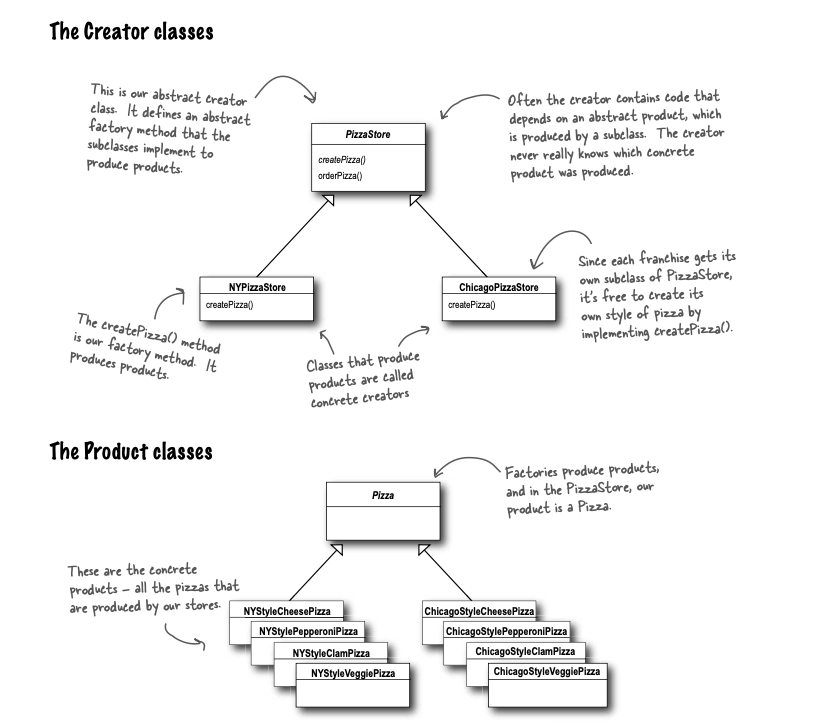 The Creator classes
This is our abstract creator
class. It defines an abstract
factory method that the
subclasses implement to
produce products.
PizzaStore
createPizza()
orderPizza()
Often the creator contains code that
depends on an abstract product, which
is produced by a subclass. The creator
never really knows which concrete
product was produced.
NYPizzaStore
createPizza()
ChicagoPizzaStore
createPizza()
Since each franchise gets its
own subclass of PizzaStore,
it's free to create its
own style of pizza by
implementing createPizza().
The createPizza() method
is our factory method. It
produces products.
Classes that produce
products are called
concrete creators
The Product classes
Pizza
Factories produce products,
and in the PizzaStore, our
product is a Pizza.
These are the concrete
products – all the pizzas that
are produced by our stores.
NYStyleCheesePizza
NYStylePepperoniPizza
NYStyleClamPizza
NYStyleVeggiePizza
ChicagoStyleCheesePizza
ChicagoStylePepperoniPizza
ChicagoStyleClamPizza
ChicagoStyleVeggiePizza